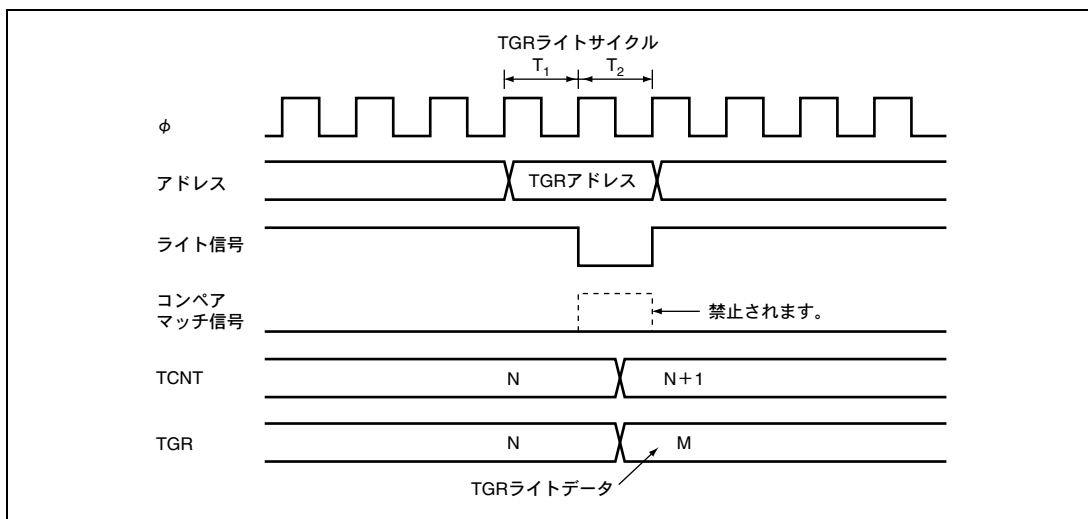 TGRライトサイクル
T1 T2
φ
アドレス
TGRアドレス
ライト信号
コンペア
マッチ信号
禁止されます。
TCNT
N
N+1
TGR
N
M
TGRライトデータ